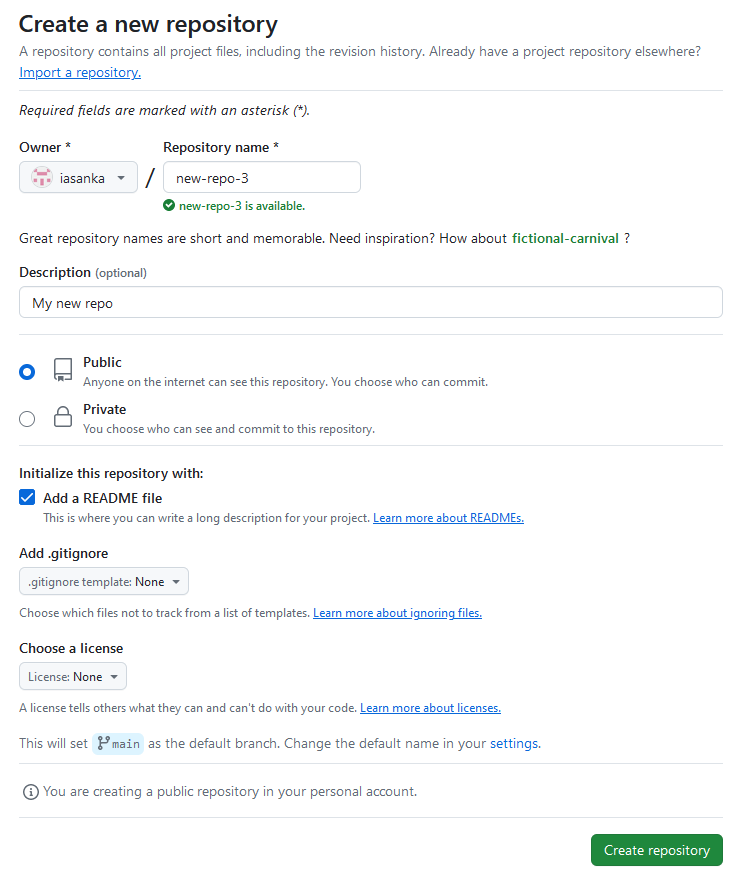 Create a new repository
A repository contains all project files, including the revision history. Already have a project repository elsewhere?
Import a repository.
Required fields are marked with an asterisk (*).
Owner * Repository name *
iasanka / new-repo-3
new-repo-3 is available.
Great repository names are short and memorable. Need inspiration? How about fictional-carnival ?
Description (optional)
My new repo
Public
Anyone on the internet can see this repository. You choose who can commit.
Private
You choose who can see and commit to this repository.
Initialize this repository with:
Add a README file
This is where you can write a long description for your project. Learn more about READMEs.
Add .gitignore
.gitignore template: None
Choose which files not to track from a list of templates. Learn more about ignoring files.
Choose a license
License: None
A license tells others what they can and can't do with your code. Learn more about licenses.
This will set main as the default branch. Change the default name in your settings.
You are creating a public repository in your personal account.
Create repository